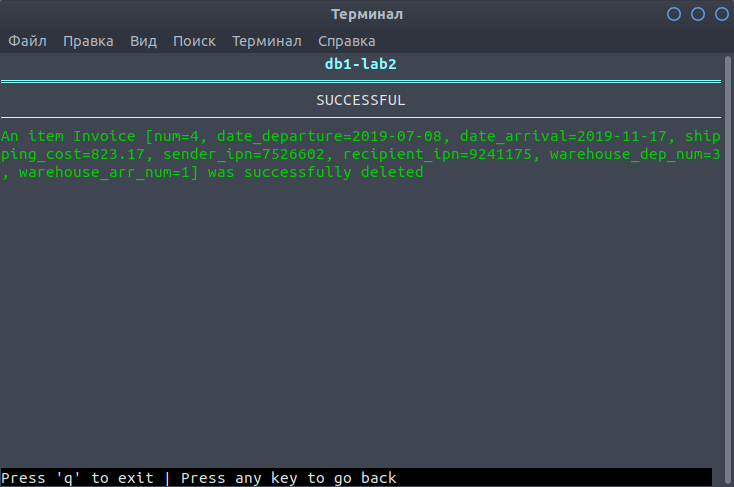 Терминал
Файл Правка Вид Поиск Терминал Справка
db1-lab2
SUCCESSFUL
An item Invoice [num=4, date_departure=2019-07-08, date_arrival=2019-11-17, ship
ping_cost=823.17, sender_ipn=7526602, recipient_ipn=9241175, warehouse_dep_num=3
, warehouse_arr_num=1] was successfully deleted
Press 'q' to exit | Press any key to go back